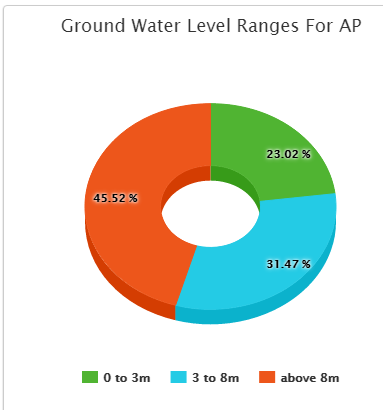 Ground Water Level Ranges For AP
23.02 %
45.52 %
31.47 %
0 to 3m 3 to 8m above 8m